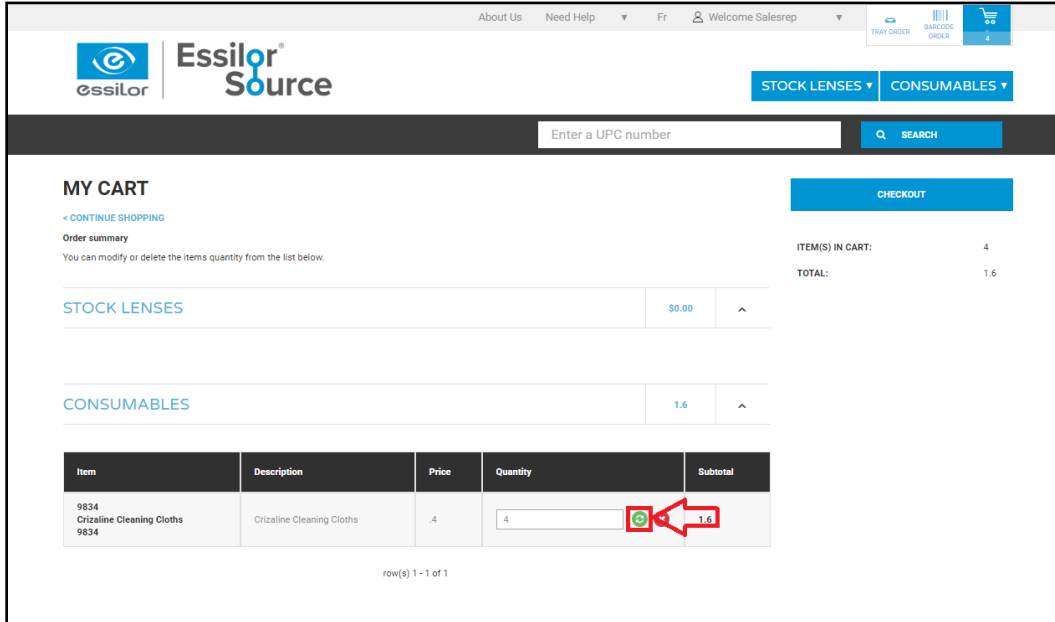 About Us Need Help ▼ Fr Welcome Salesrep ▼
TRAY ORDER
BARCODE
ORDER
4
essilor
Essilor®
Source
STOCK LENSES ▼ CONSUMABLES ▼
Enter a UPC number
SEARCH
MY CART
CHECKOUT
< CONTINUE SHOPPING
Order summary
You can modify or delete the items quantity from the list below.
ITEM(S) IN CART: 4
TOTAL: 1.6
STOCK LENSES $0.00
CONSUMABLES 1.6
Item Description Price Quantity Subtotal
9834
Crizaline Cleaning Cloths Crizaline Cleaning Cloths .4 4 1.6
9834
row(s) 1 - 1 of 1